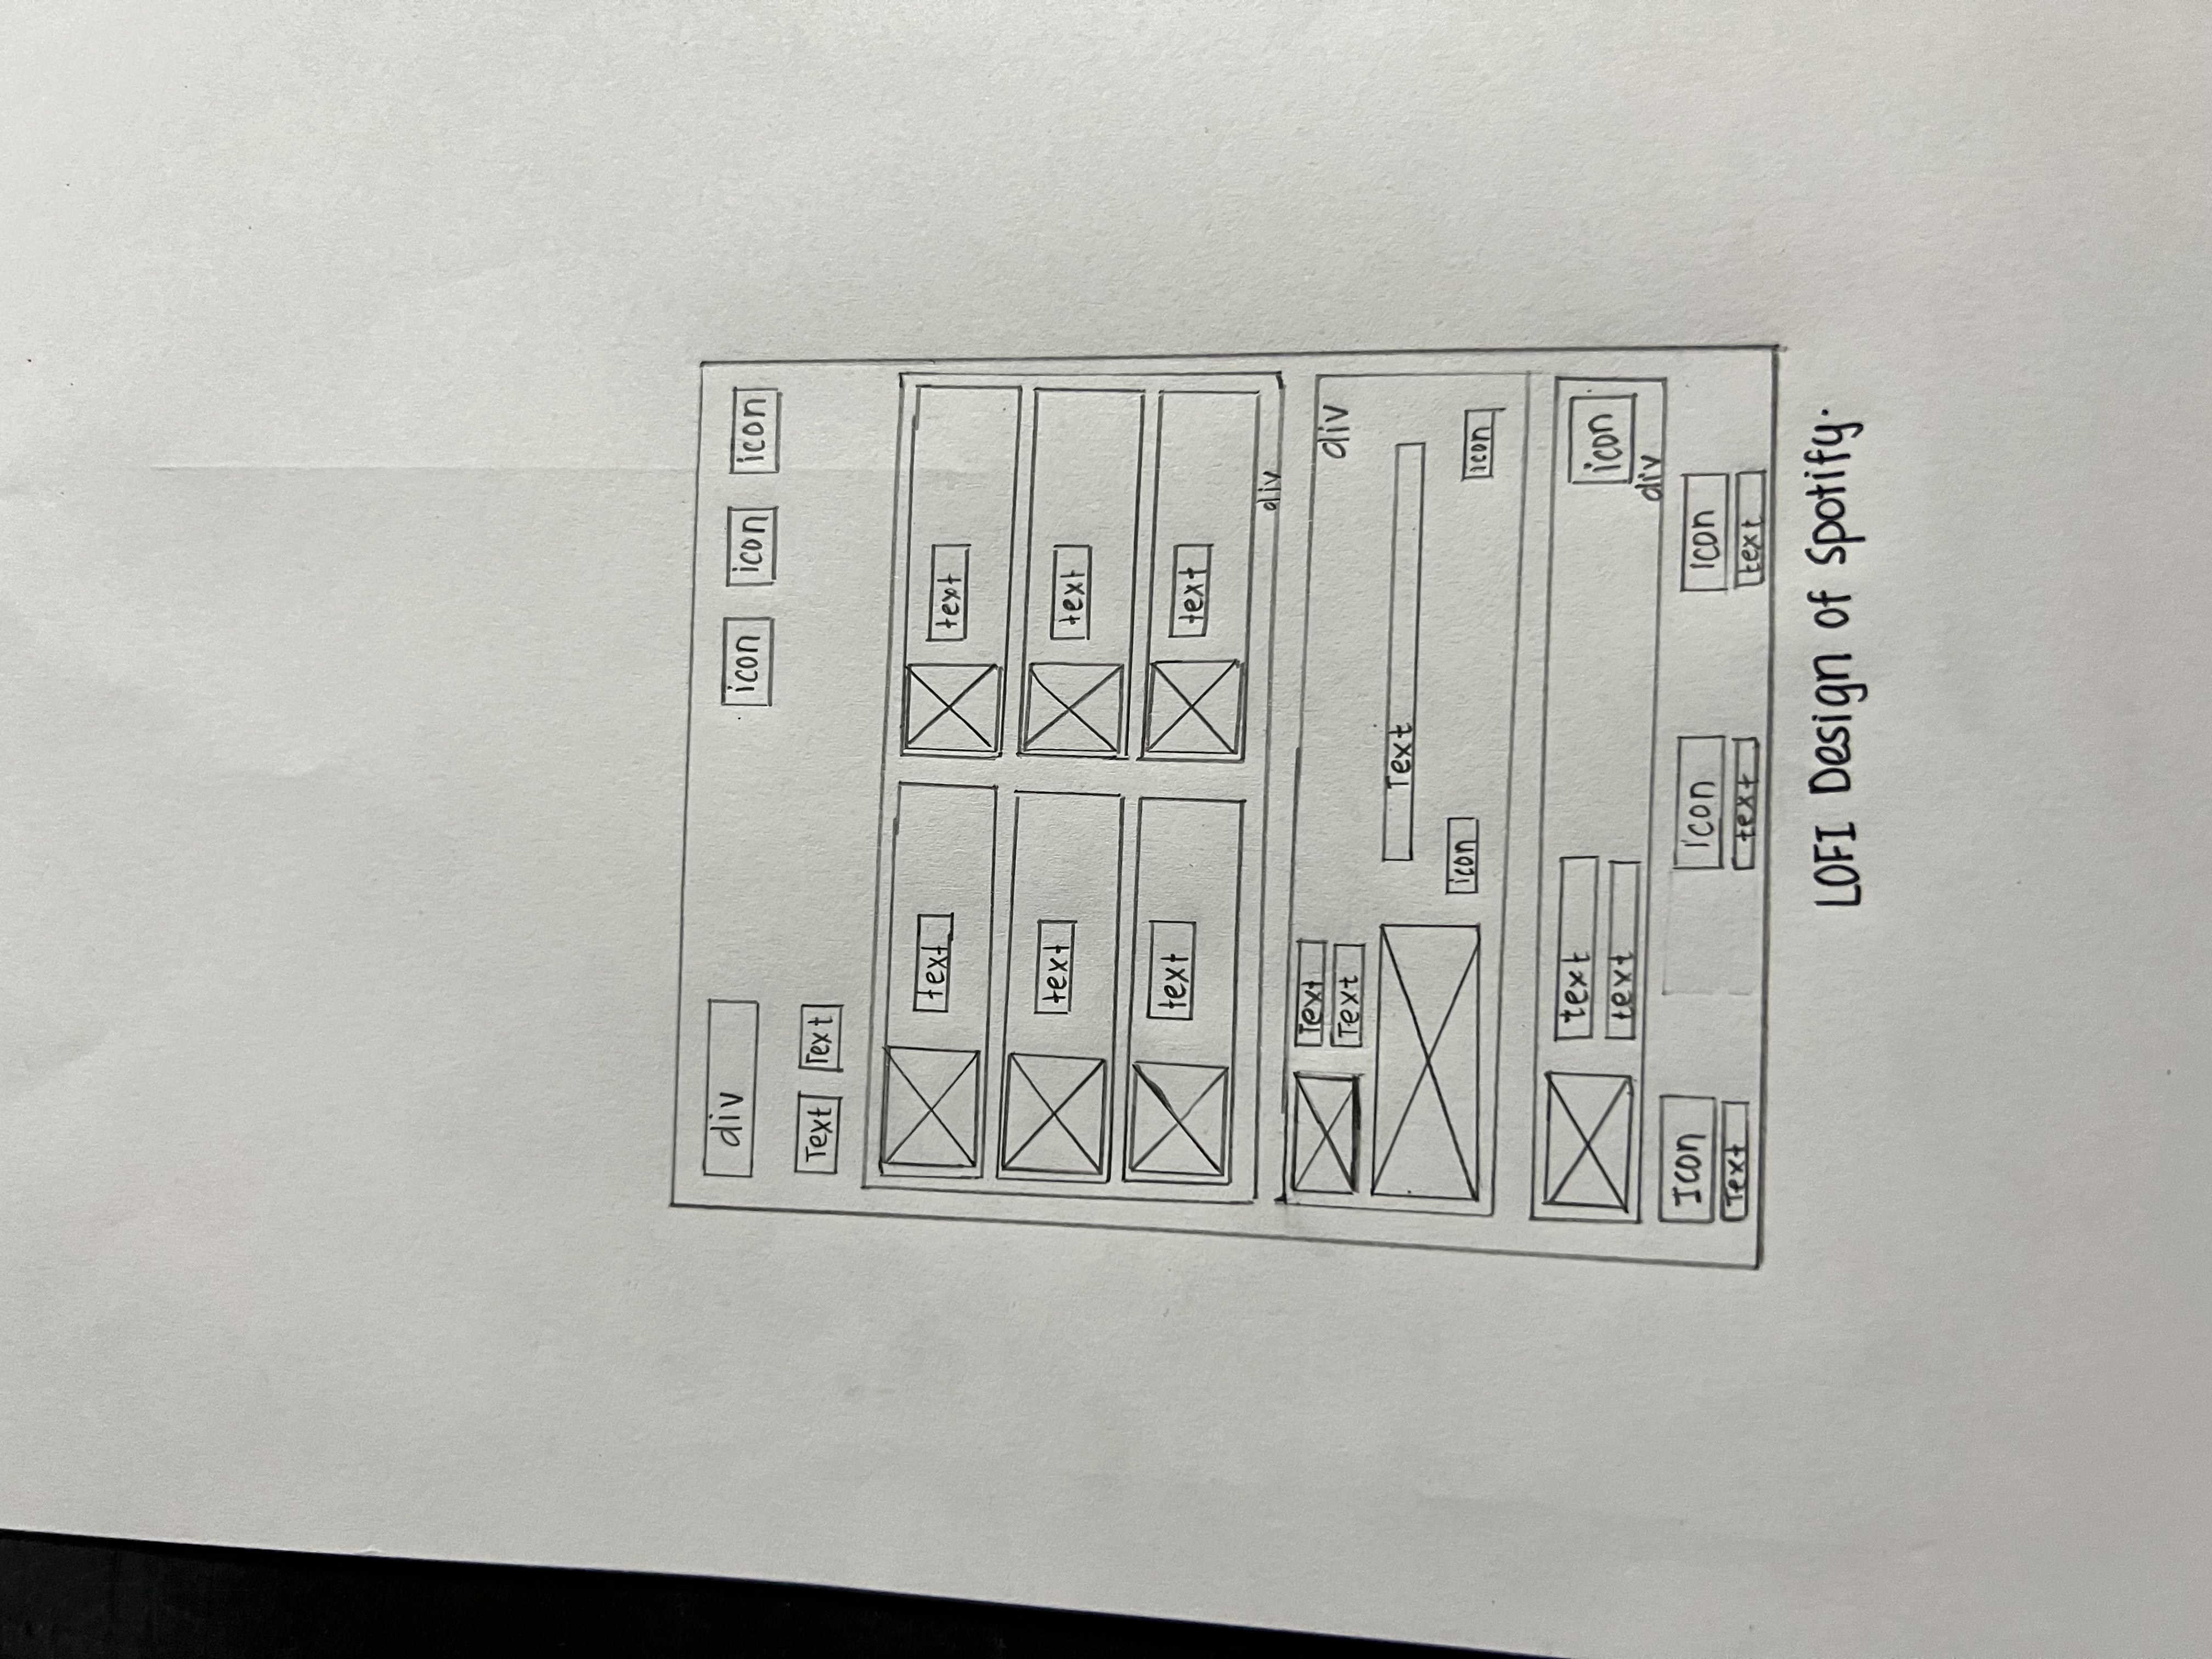 div icon icon icon
Text Text
text text
text text
text text
div
Text
Text
div
Text
icon icon
text
text
icon
div
Icon icon icon
Text text text
LOFI Design of Spotify.